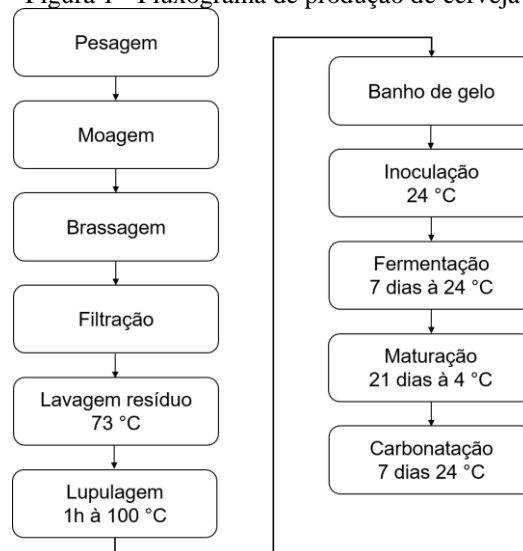 Figura 1 - Fluxograma de produção de cerveja
Pesagem
Moagem
Brassagem
Filtração
Lavagem resíduo
73 °C
Lupulagem
1h à 100 °C
Banho de gelo
Inoculação
24 °C
Fermentação
7 dias à 24 °C
Maturação
21 dias à 4 °C
Carbonatação
7 dias 24 °C